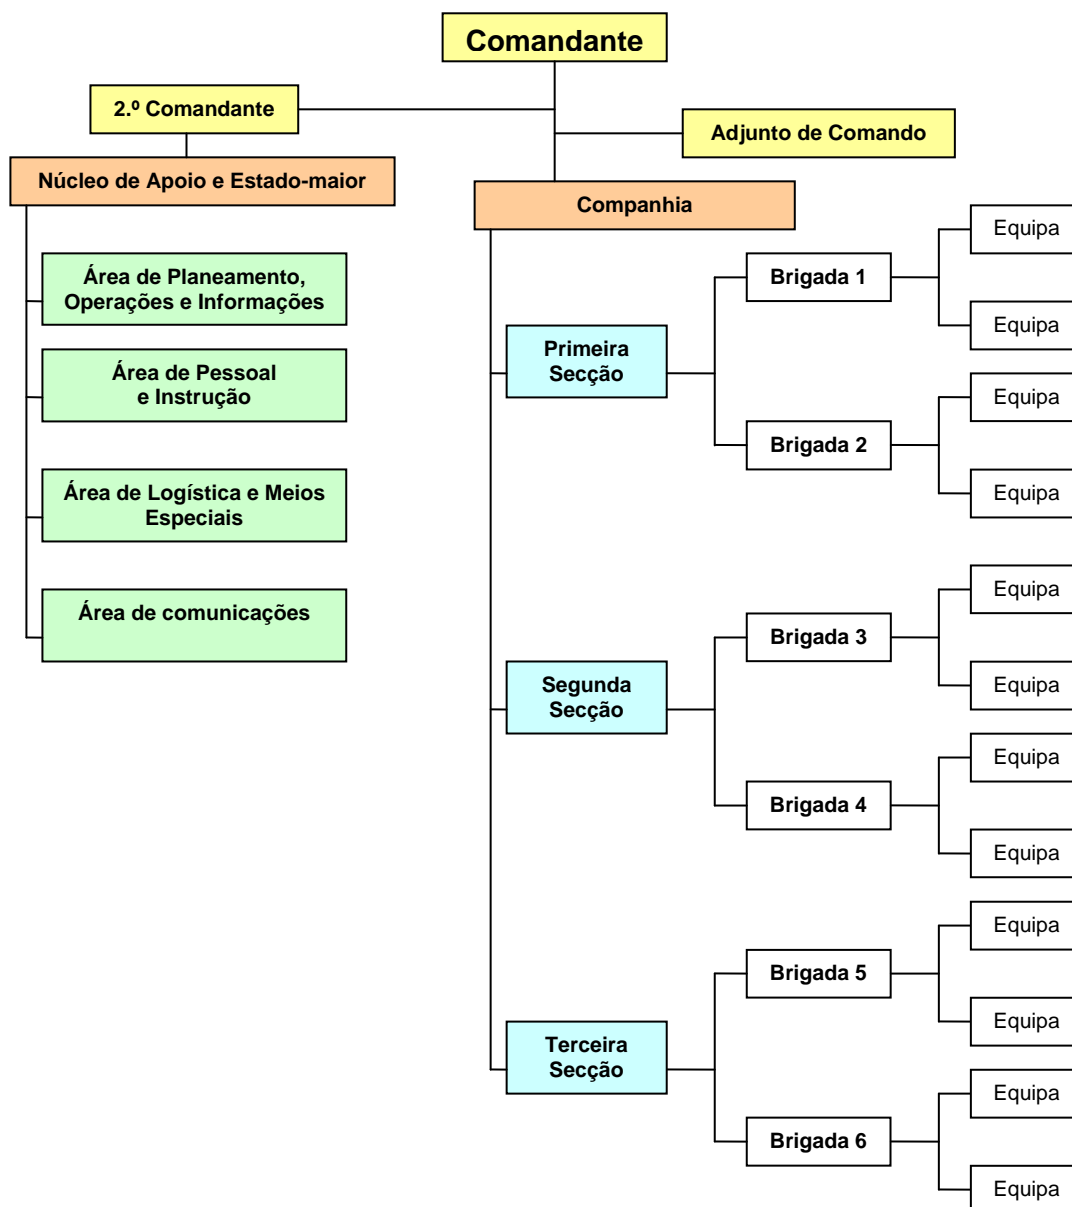 Comandante
2.º Comandante
Adjunto de Comando
Núcleo de Apoio e Estado-maior
Área de Planeamento,
Operações e Informações
Área de Pessoal
e Instrução
Área de Logística e Meios
Especiais
Área de comunicações
Companhia
Primeira
Secção
Brigada 1
Equipa
Equipa
Brigada 2
Equipa
Equipa
Segunda
Secção
Brigada 3
Equipa
Equipa
Brigada 4
Equipa
Equipa
Terceira
Secção
Brigada 5
Equipa
Equipa
Brigada 6
Equipa
Equipa